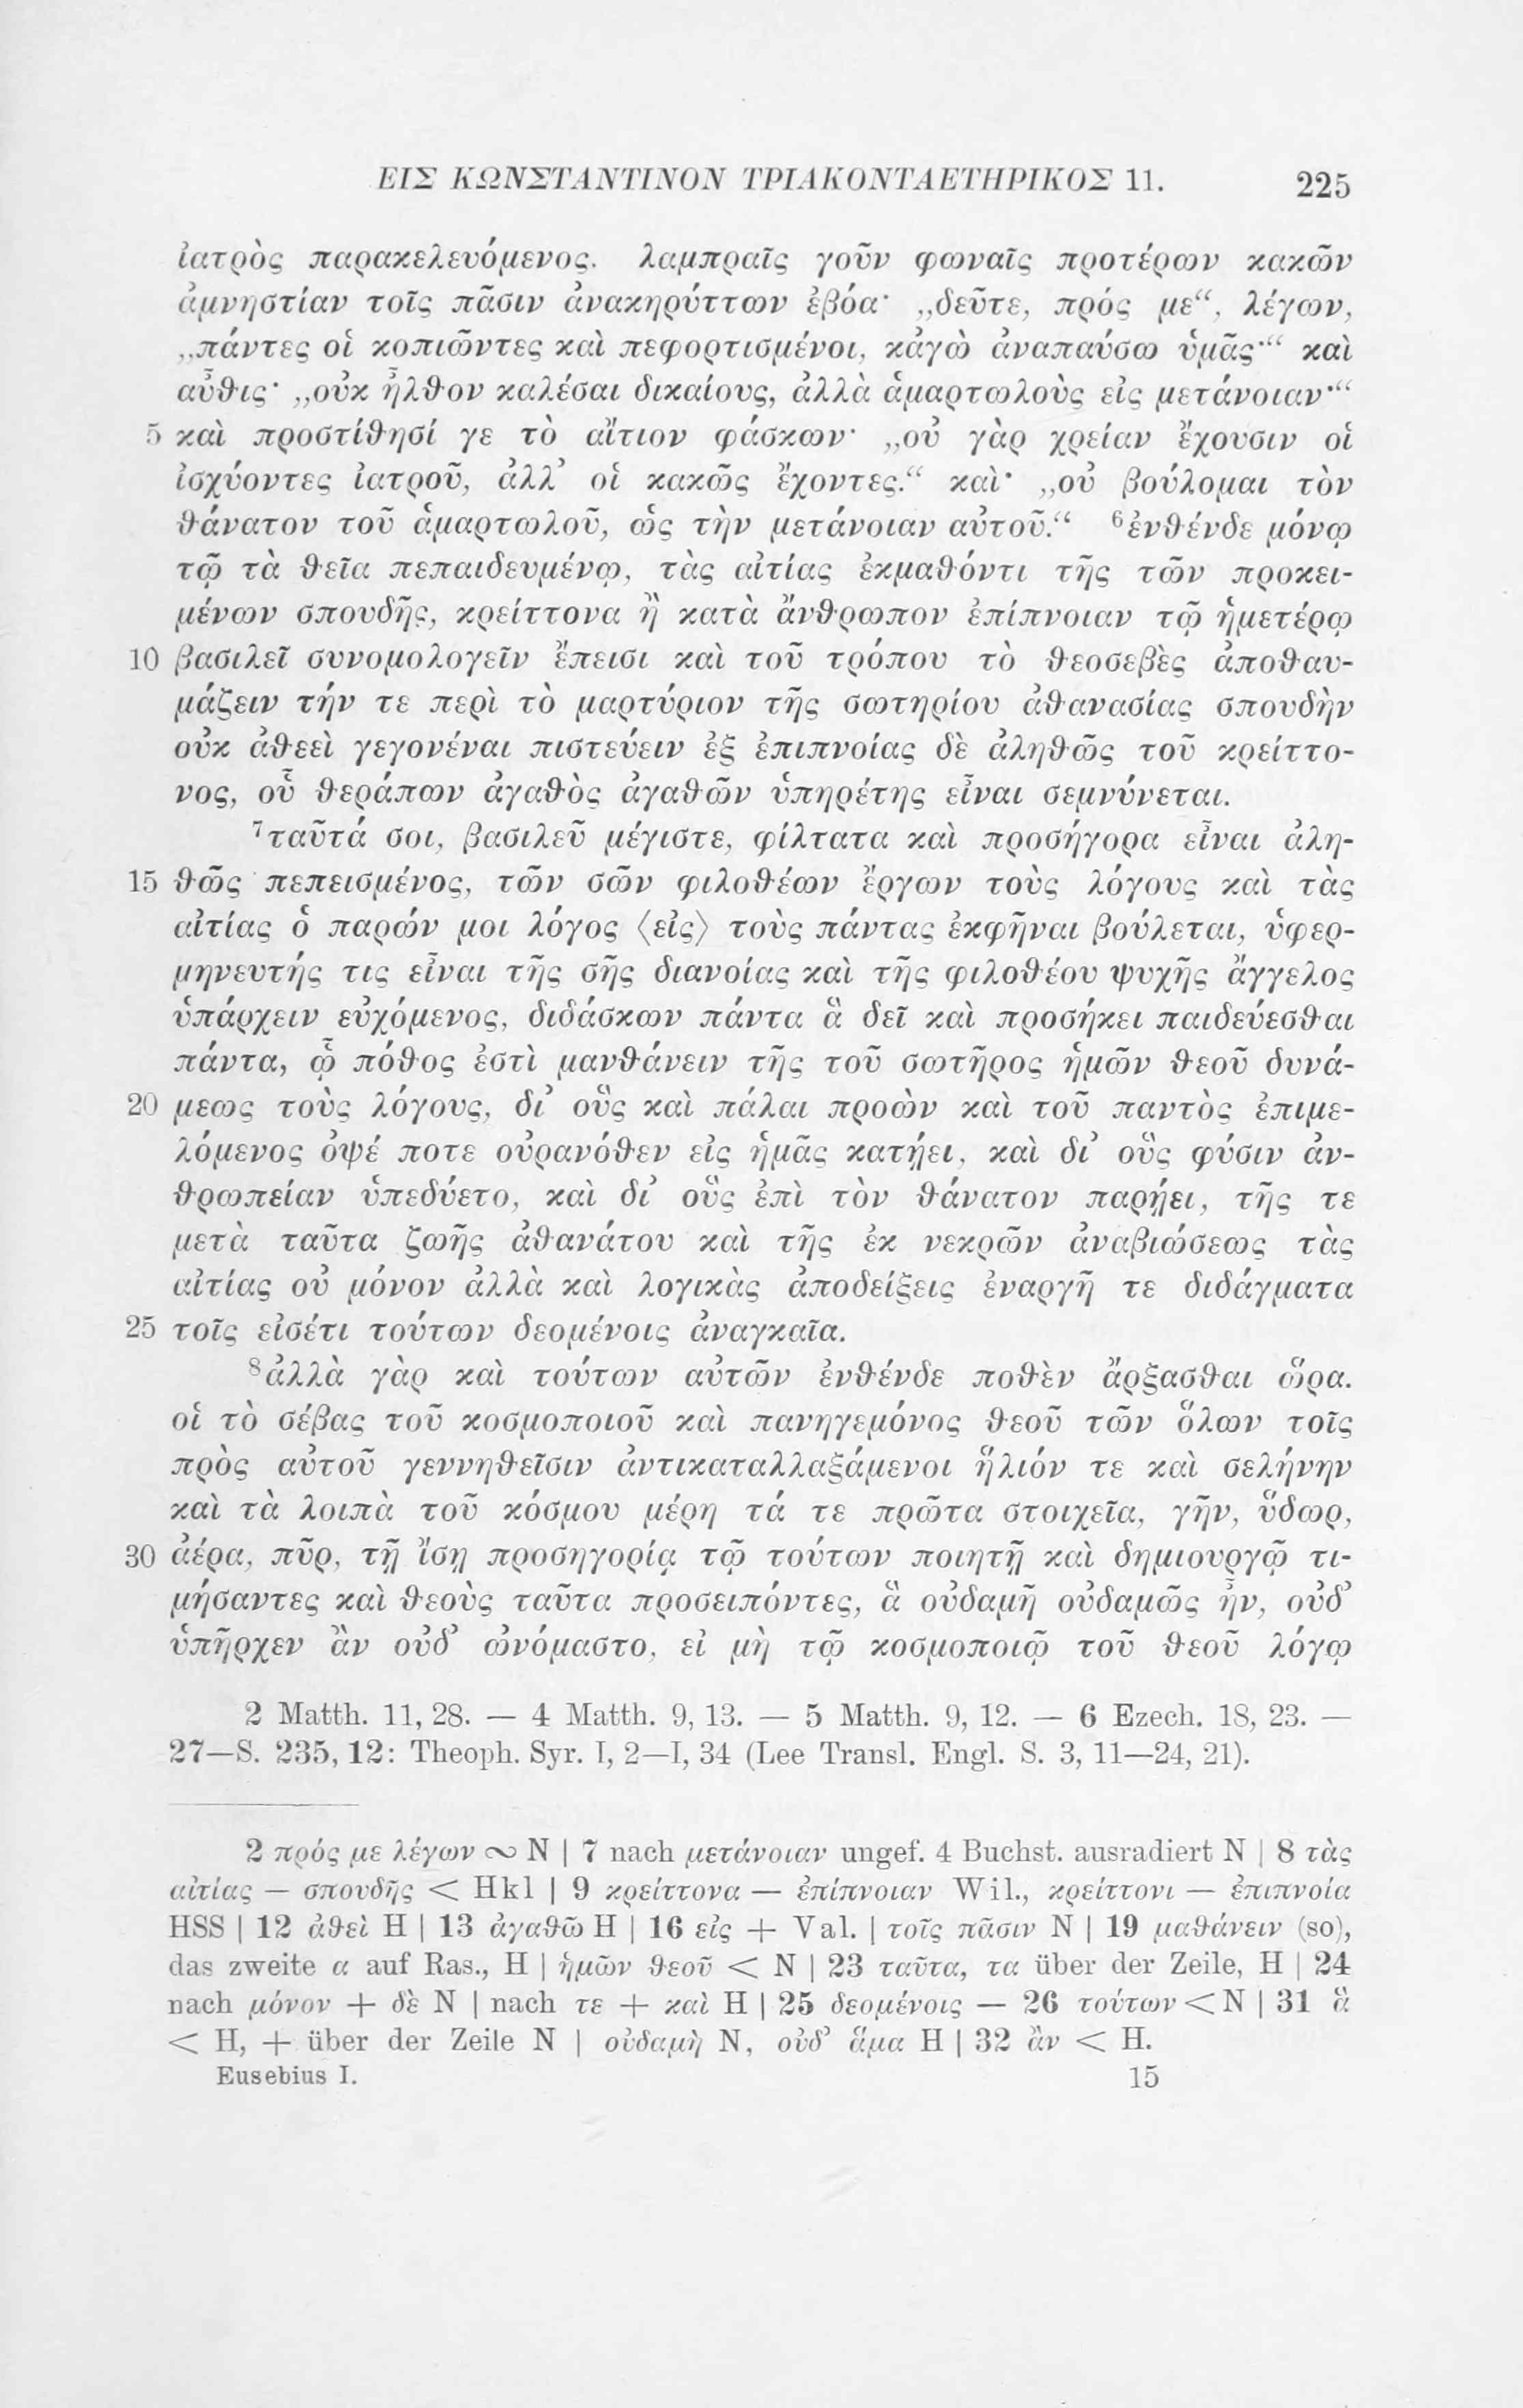 ΕΙΣ ΚΩΝΣΤΑΝΤΙΝΟΝ ΤΡΙΑΚΟΝΤΑΕΤΗΡΙΚΟΣ 11. 225
ἰατρὸς παρακελευόμενος. λαμπραῖς γοῦν φωναῖς προτέρων κακῶν
ἀμνηστίαν τοῖς πᾶσιν ἀνακηρύττων ἐβόα· „δεῦτε, πρός με“, λέγων,
„πάντες οἱ κοπιῶντες καὶ πεφορτισμένοι, κἀγὼ ἀναπαύσω ὑμᾶς·“ καὶ
αὖθις· „οὐκ ἦλθον καλέσαι δικαίους, ἀλλὰ ἁμαρτωλοὺς εἰς μετάνοιαν·“
5 καὶ προστίθησί γε τὸ αἴτιον φάσκων· „οὐ γὰρ χρείαν ἔχουσιν οἱ
ἰσχύοντες ἰατροῦ, ἀλλ’ οἱ κακῶς ἔχοντες.“ καὶ· „οὐ βούλομαι τὸν
θάνατον τοῦ ἁμαρτωλοῦ, ὡς τὴν μετάνοιαν αὐτοῦ.“ ⁶ἐνθένδε μόνῳ
τῷ τὰ θεῖα πεπαιδευμένῳ, τὰς αἰτίας ἐκμαθόντι τῆς τῶν προκει-
μένων σπουδῆς, κρείττονα ἢ κατὰ ἄνθρωπον ἐπίπνοιαν τῷ ἡμετέρῳ
10 βασιλεῖ συνομολογεῖν ἔπεισι καὶ τοῦ τρόπου τὸ θεοσεβὲς ἀποθαυ-
μάζειν τήν τε περὶ τὸ μαρτύριον τῆς σωτηρίου ἀθανασίας σπουδὴν
οὐκ ἀθεεὶ γεγονέναι πιστεύειν ἐξ ἐπιπνοίας δὲ ἀληθῶς τοῦ κρείττο-
νος, οὗ θεράπων ἀγαθὸς ἀγαθῶν ὑπηρέτης εἶναι σεμνύνεται.
⁷ταῦτά σοι, βασιλεῦ μέγιστε, φίλτατα καὶ προσήγορα εἶναι ἀλη-
15 θῶς πεπεισμένος, τῶν σῶν φιλοθέων ἔργων τοὺς λόγους καὶ τὰς
αἰτίας ὁ παρών μοι λόγος ⟨εἰς⟩ τοὺς πάντας ἐκφῆναι βούλεται, ὑφερ-
μηνευτής τις εἶναι τῆς σῆς διανοίας καὶ τῆς φιλοθέου ψυχῆς ἄγγελος
ὑπάρχειν εὐχόμενος, διδάσκων πάντα ἃ δεῖ καὶ προσήκει παιδεύεσθαι
πάντα, ᾧ πόθος ἐστὶ μανθάνειν τῆς τοῦ σωτῆρος ἡμῶν θεοῦ δυνά-
20 μεως τοὺς λόγους, δι’ οὓς καὶ πάλαι προὼν καὶ τοῦ παντὸς ἐπιμε-
λόμενος ὀψέ ποτε οὐρανόθεν εἰς ἡμᾶς κατῄει, καὶ δι’ οὓς φύσιν ἀν-
θρωπείαν ὑπεδύετο, καὶ δι’ οὓς ἐπὶ τὸν θάνατον παρῄει, τῆς τε
μετὰ ταῦτα ζωῆς ἀθανάτου καὶ τῆς ἐκ νεκρῶν ἀναβιώσεως τὰς
αἰτίας οὐ μόνον ἀλλὰ καὶ λογικὰς ἀποδείξεις ἐναργῆ τε διδάγματα
25 τοῖς εἰσέτι τούτων δεομένοις ἀναγκαῖα.
⁸ἀλλὰ γὰρ καὶ τούτων αὐτῶν ἐνθένδε ποθὲν ἄρξασθαι ὥρα.
οἱ τὸ σέβας τοῦ κοσμοποιοῦ καὶ πανηγεμόνος θεοῦ τῶν ὅλων τοῖς
πρὸς αὐτοῦ γεννηθεῖσιν ἀντικαταλλαξάμενοι ἥλιόν τε καὶ σελήνην
καὶ τὰ λοιπὰ τοῦ κόσμου μέρη τά τε πρῶτα στοιχεῖα, γῆν, ὕδωρ,
30 ἀέρα, πῦρ, τῇ ἴσῃ προσηγορίᾳ τῷ τούτων ποιητῇ καὶ δημιουργῷ τι-
μήσαντες καὶ θεοὺς ταῦτα προσειπόντες, ἃ οὐδαμῆ οὐδαμῶς ἦν, οὐδ’
ὑπῆρχεν ἂν οὐδ’ ὠνόμαστο, εἰ μὴ τῷ κοσμοποιῷ τοῦ θεοῦ λόγῳ
2 Matth. 11, 28. — 4 Matth. 9, 13. — 5 Matth. 9, 12. — 6 Ezech. 18, 23. —
27—S. 235, 12: Theoph. Syr. I, 2—I, 34 (Lee Transl. Engl. S. 3, 11—24, 21).
2 πρός με λέγων ∾ N | 7 nach μετάνοιαν ungef. 4 Buchst. ausradiert N | 8 τὰς
αἰτίας — σπουδῆς < Hkl | 9 κρείττονα — ἐπίπνοιαν Wil., κρείττονι — ἐπιπνοία
HSS | 12 ἀθεὶ H | 13 ἀγαθῶ H | 16 εἰς + Val. | τοῖς πᾶσιν N | 19 μαθάνειν (so),
das zweite α auf Ras., H | ἡμῶν θεοῦ < N | 23 ταῦτα, τα über der Zeile, H | 24
nach μόνον + δὲ N | nach τε + καὶ H | 25 δεομένοις — 26 τούτων < N | 31 ἃ
< H, + über der Zeile N | οὐδαμὴ N, οὐδ’ ἅμα H | 32 ἂν < H.
Eusebius I. 15